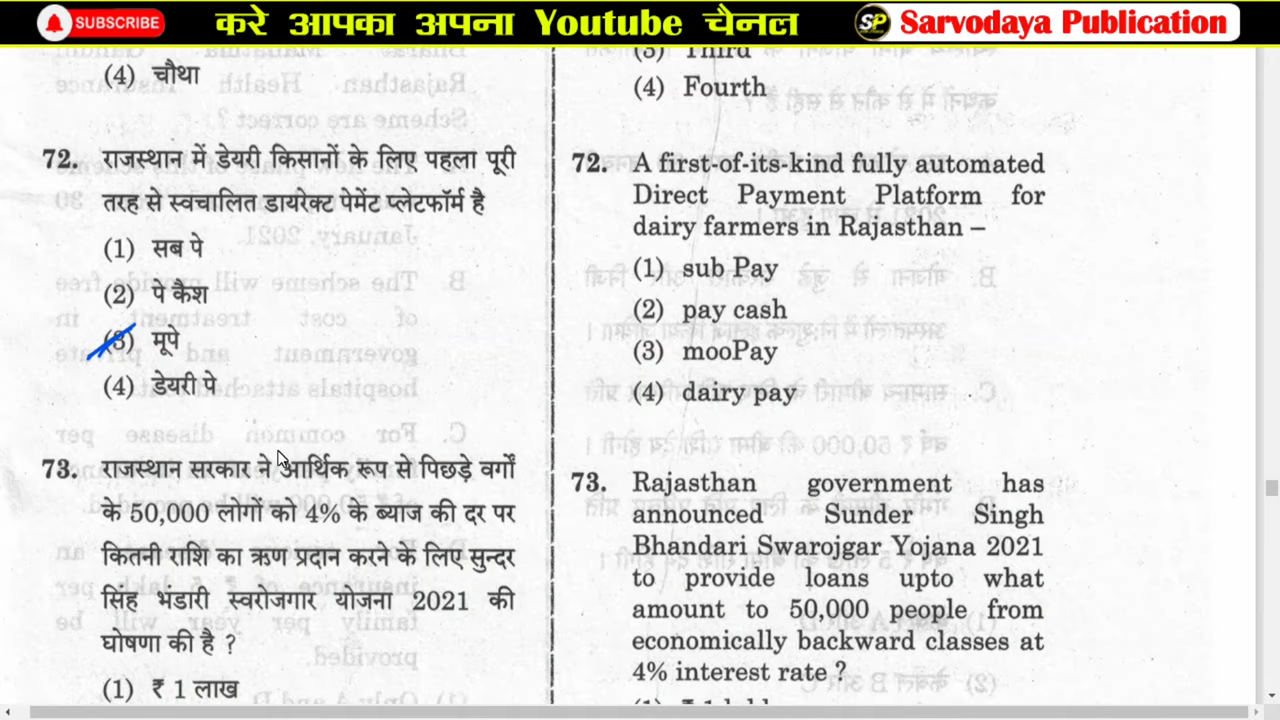 SUBSCRIBE
करे आपका अपना Youtube चैनल
SP
Sarvodaya Publication
(4) चौथा
72. राजस्थान में डेयरी किसानों के लिए पहला पूरी
तरह से स्वचालित डायरेक्ट पेमेंट प्लेटफॉर्म है
(1) सब पे
(2) पे कैश
(3) मूपे
(4) डेयरी पे
73. राजस्थान सरकार ने आर्थिक रूप से पिछड़े वर्गों
के 50,000 लोगों को 4% के ब्याज की दर पर
कितनी राशि का ऋण प्रदान करने के लिए सुन्दर
सिंह भंडारी स्वरोजगार योजना 2021 की
घोषणा की है ?
(1) ₹ 1 लाख
(3) Third
(4) Fourth
72. A first-of-its-kind fully automated
Direct Payment Platform for
dairy farmers in Rajasthan –
(1) sub Pay
(2) pay cash
(3) mooPay
(4) dairy pay
73. Rajasthan government has
announced Sunder Singh
Bhandari Swarojgar Yojana 2021
to provide loans upto what
amount to 50,000 people from
economically backward classes at
4% interest rate ?